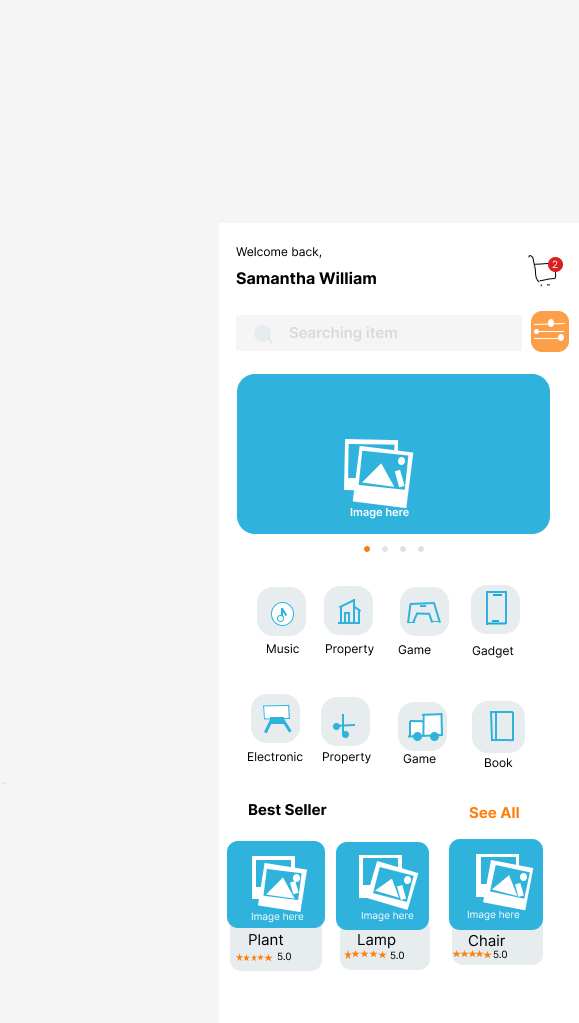 Welcome back,
Samantha William
2
Searching item
Image here
Music Property Game Gadget
Electronic Property Game Book
Best Seller See All
Image here Image here Image here
Plant Lamp Chair
5.0 5.0 5.0